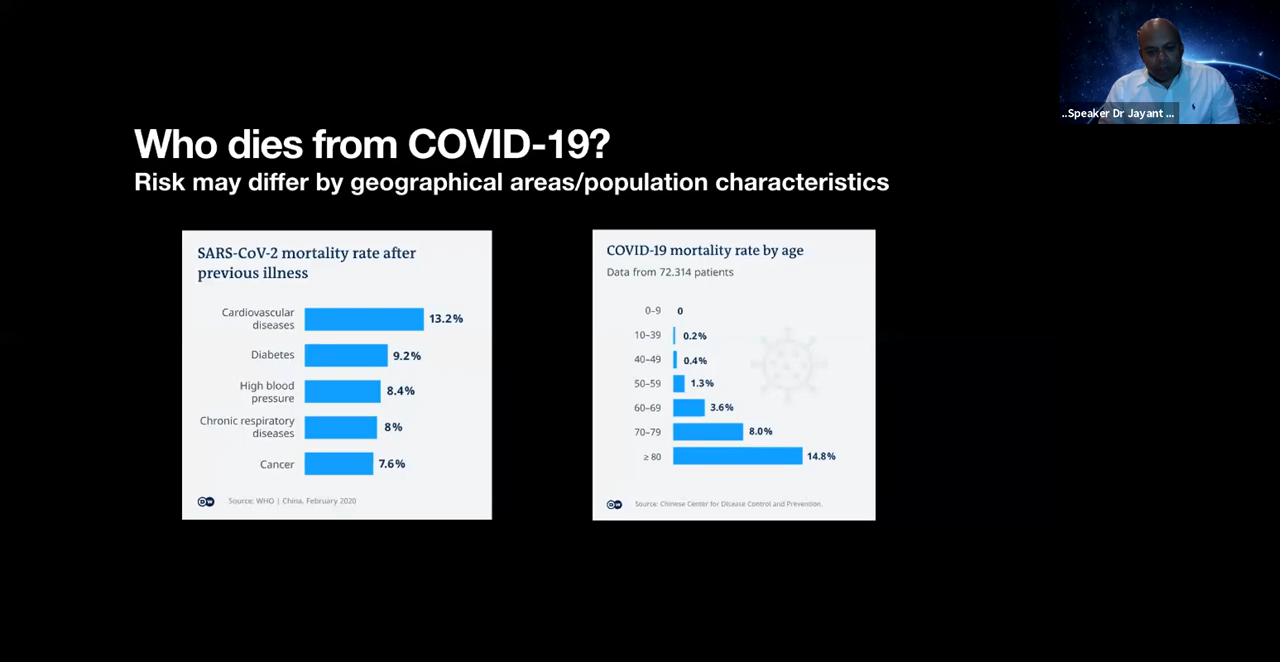 ..Speaker Dr Jayant ...
Who dies from COVID-19?
Risk may differ by geographical areas/population characteristics
SARS-CoV-2 mortality rate after
previous illness
Cardiovascular
diseases
13.2%
Diabetes
9.2%
High blood
pressure
8.4%
Chronic respiratory
diseases
8%
Cancer
7.6%
DW
Source: WHO | China, February 2020
COVID-19 mortality rate by age
Data from 72.314 patients
0–9 0
10–39 0.2%
40–49 0.4%
50–59 1.3%
60–69 3.6%
70–79 8.0%
≥ 80 14.8%
DW
Source: Chinese Center for Disease Control and Prevention.